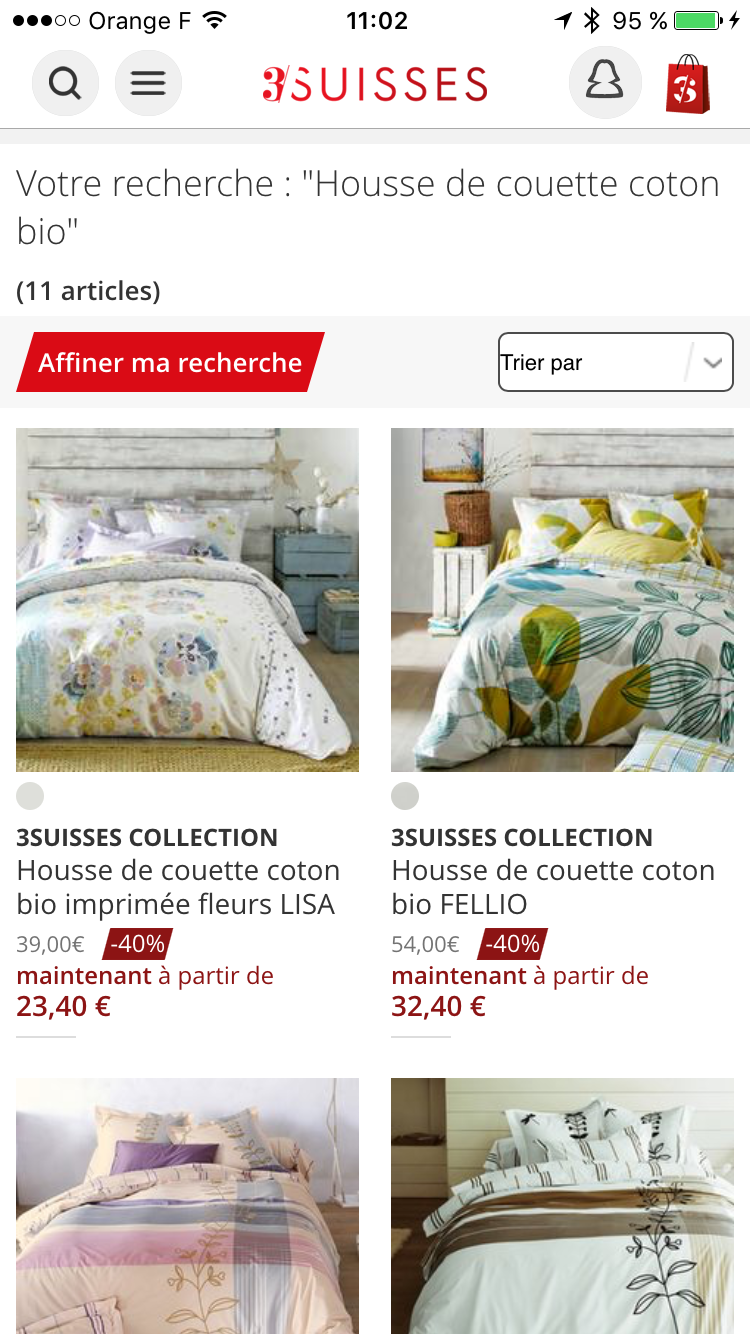 Orange F 11:02 95 %
3SUISSES 3S
Votre recherche : "Housse de couette coton
bio"
(11 articles)
Affiner ma recherche
Trier par
3SUISSES COLLECTION
Housse de couette coton
bio imprimée fleurs LISA
39,00€ -40%
maintenant à partir de
23,40 €
3SUISSES COLLECTION
Housse de couette coton
bio FELLIO
54,00€ -40%
maintenant à partir de
32,40 €